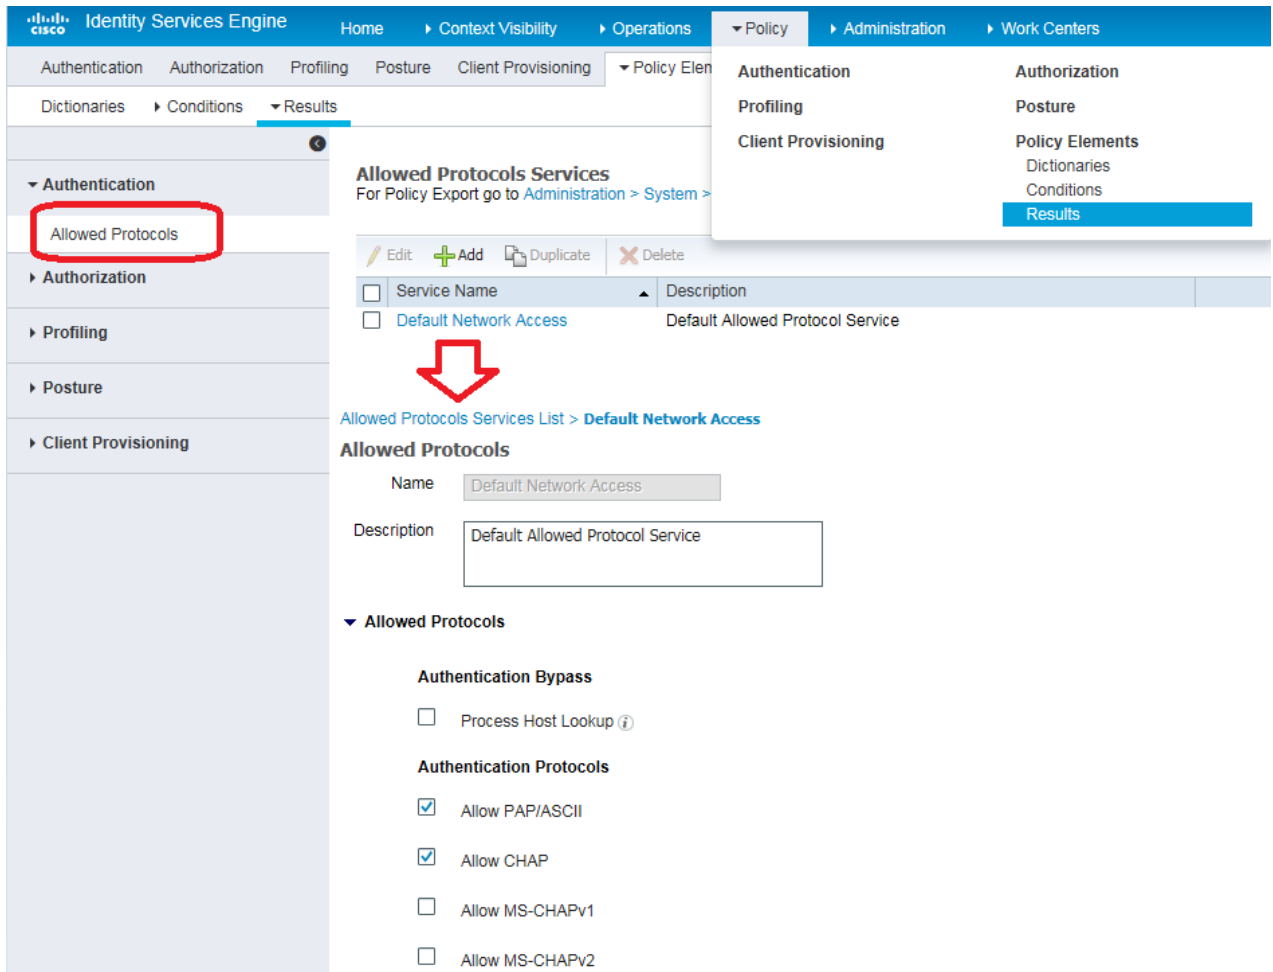 cisco Identity Services Engine Home Context Visibility Operations Policy Administration Work Centers
Authentication Authorization Profiling Posture Client Provisioning Policy Elem
Dictionaries Conditions Results
Authentication Authorization
Profiling Posture
Client Provisioning Policy Elements
Dictionaries
Conditions
Results
Authentication
Allowed Protocols
Authorization
Profiling
Posture
Client Provisioning
Allowed Protocols Services
For Policy Export go to Administration > System >
Edit Add Duplicate Delete
Service Name Description
Default Network Access Default Allowed Protocol Service
Allowed Protocols Services List > Default Network Access
Allowed Protocols
Name Default Network Access
Description Default Allowed Protocol Service
Allowed Protocols
Authentication Bypass
Process Host Lookup
Authentication Protocols
Allow PAP/ASCII
Allow CHAP
Allow MS-CHAPv1
Allow MS-CHAPv2